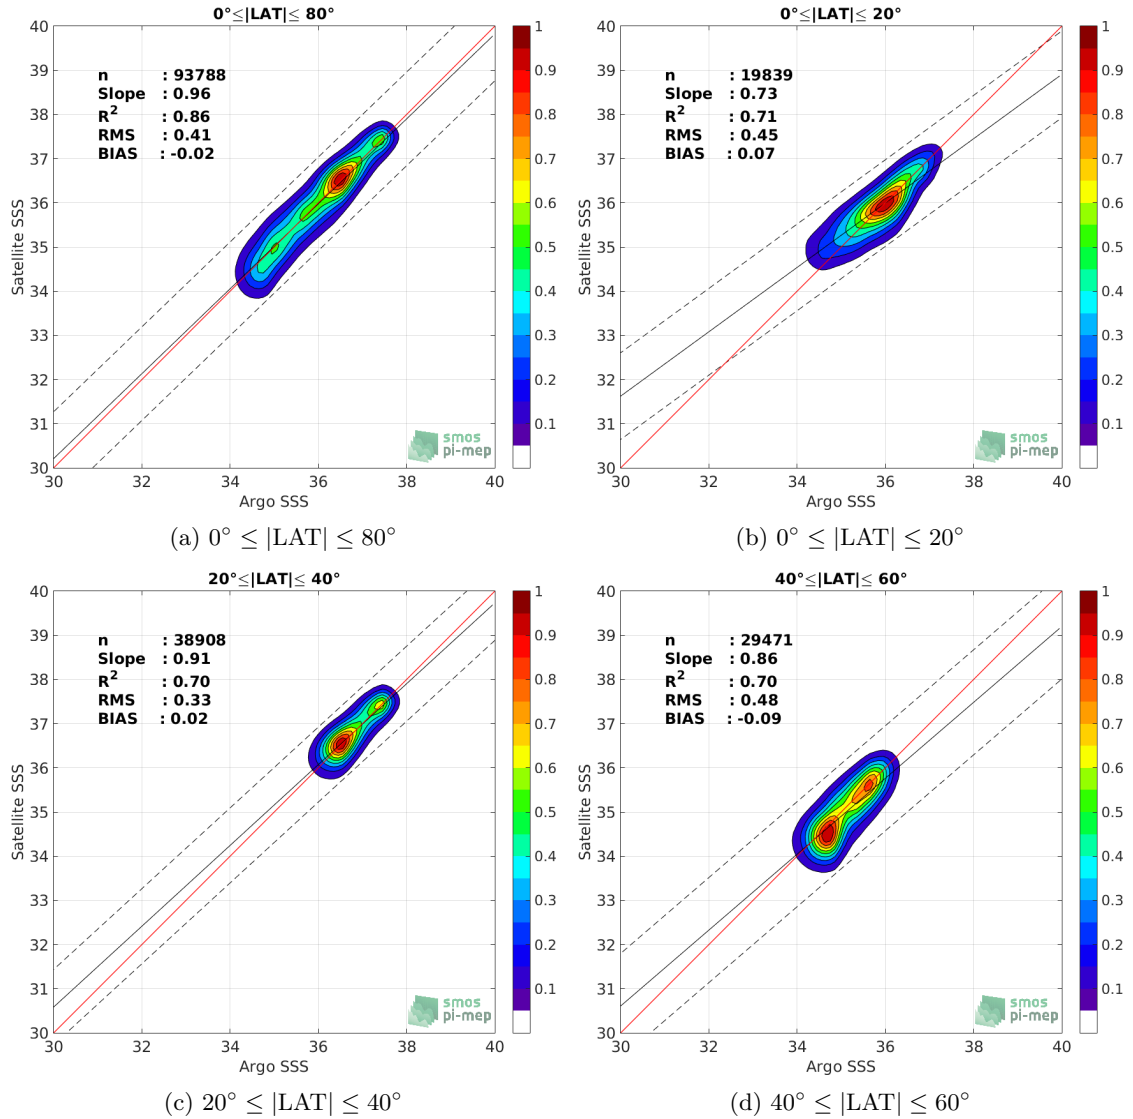 0°≤|LAT|≤ 80°
n : 93788
Slope : 0.96
R² : 0.86
RMS : 0.41
BIAS : -0.02
40
39
38
37
36
35
34
33
32
31
30
30
32
34
36
38
40
Satellite SSS
Argo SSS
smos
pi-mep
1
0.9
0.8
0.7
0.6
0.5
0.4
0.3
0.2
0.1
(a) 0° ≤ |LAT| ≤ 80°
0°≤|LAT|≤ 20°
n : 19839
Slope : 0.73
R² : 0.71
RMS : 0.45
BIAS : 0.07
40
39
38
37
36
35
34
33
32
31
30
30
32
34
36
38
40
Satellite SSS
Argo SSS
smos
pi-mep
1
0.9
0.8
0.7
0.6
0.5
0.4
0.3
0.2
0.1
(b) 0° ≤ |LAT| ≤ 20°
20°≤|LAT|≤ 40°
n : 38908
Slope : 0.91
R² : 0.70
RMS : 0.33
BIAS : 0.02
40
39
38
37
36
35
34
33
32
31
30
30
32
34
36
38
40
Satellite SSS
Argo SSS
smos
pi-mep
1
0.9
0.8
0.7
0.6
0.5
0.4
0.3
0.2
0.1
(c) 20° ≤ |LAT| ≤ 40°
40°≤|LAT|≤ 60°
n : 29471
Slope : 0.86
R² : 0.70
RMS : 0.48
BIAS : -0.09
40
39
38
37
36
35
34
33
32
31
30
30
32
34
36
38
40
Satellite SSS
Argo SSS
smos
pi-mep
1
0.9
0.8
0.7
0.6
0.5
0.4
0.3
0.2
0.1
(d) 40° ≤ |LAT| ≤ 60°